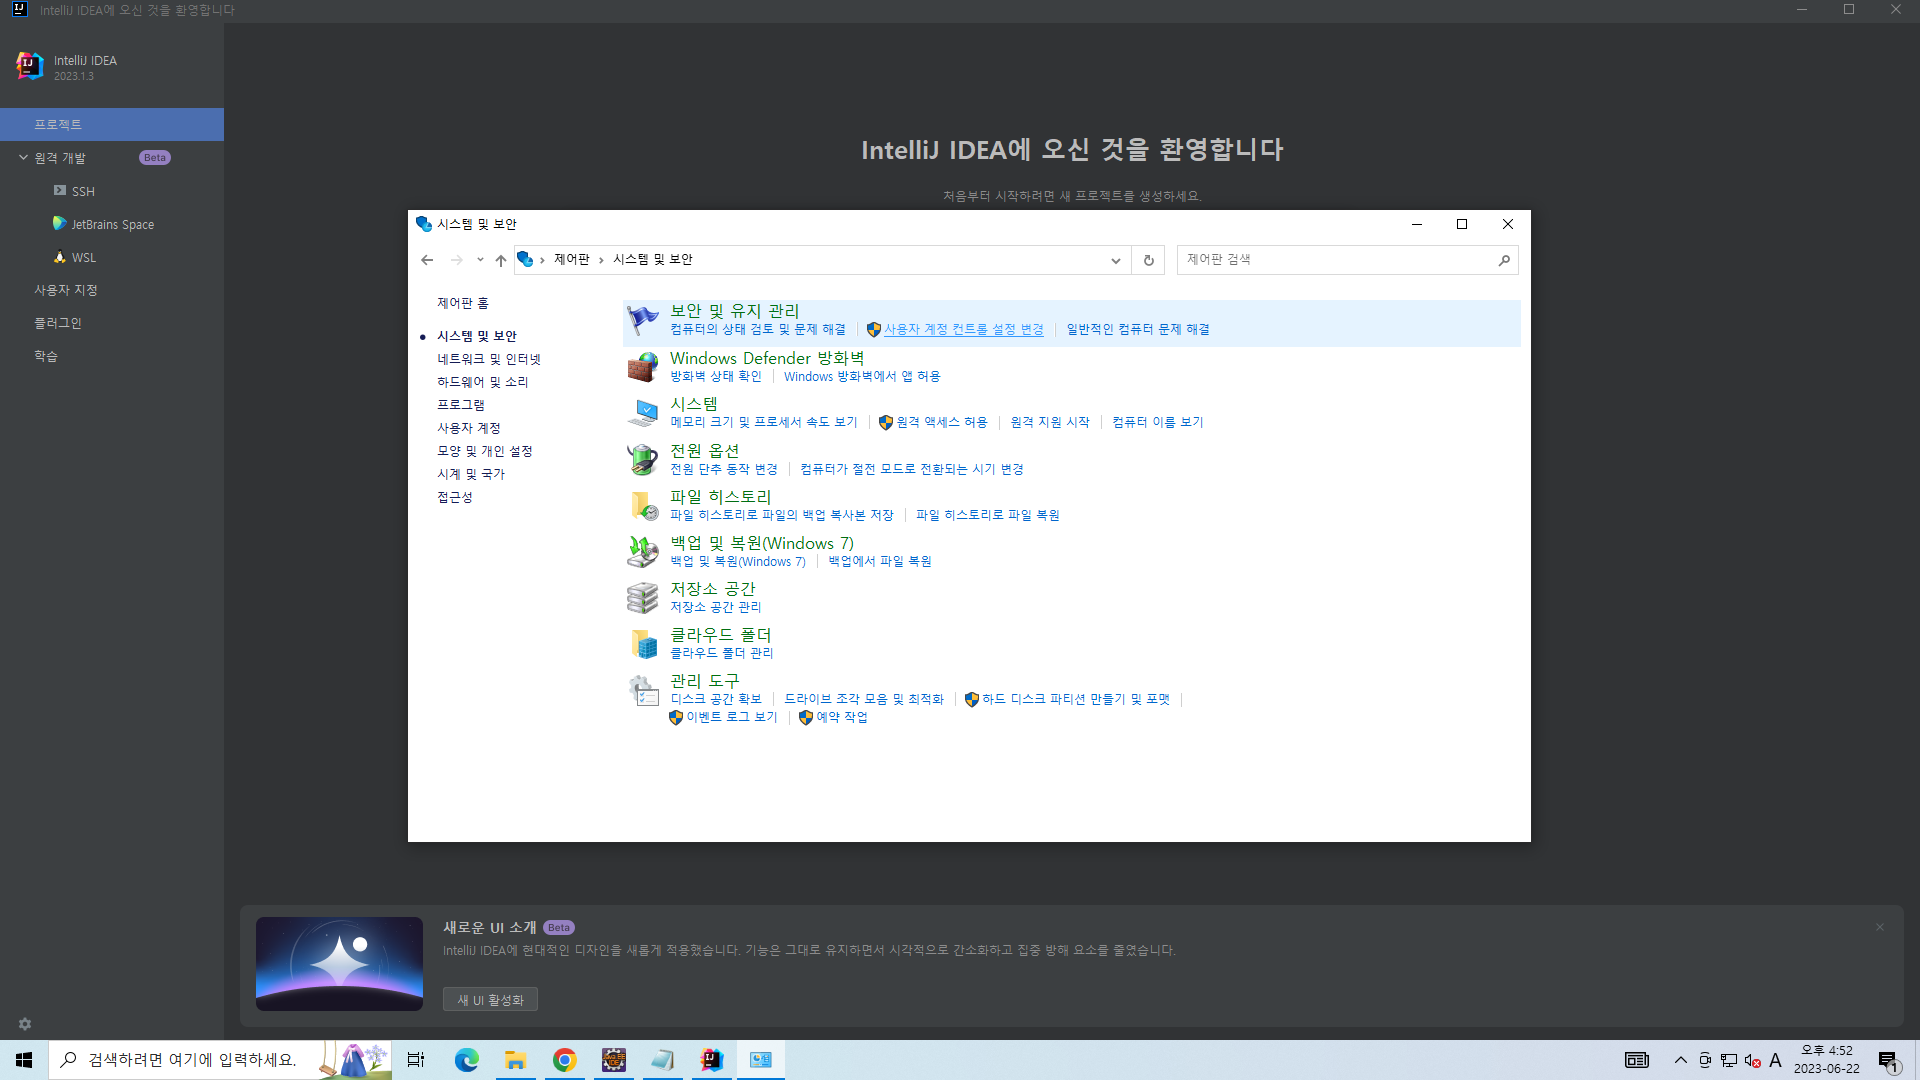 IntelliJ IDEA에 오신 것을 환영합니다
IntelliJ IDEA
2023.1.3
프로젝트
원격 개발 Beta
SSH
JetBrains Space
WSL
사용자 지정
플러그인
학습
IntelliJ IDEA에 오신 것을 환영합니다
처음부터 시작하려면 새 프로젝트를 생성하세요.
시스템 및 보안
제어판 › 시스템 및 보안
제어판 검색
제어판 홈
시스템 및 보안
네트워크 및 인터넷
하드웨어 및 소리
프로그램
사용자 계정
모양 및 개인 설정
시계 및 국가
접근성
보안 및 유지 관리
컴퓨터의 상태 검토 및 문제 해결 사용자 계정 컨트롤 설정 변경 일반적인 컴퓨터 문제 해결
Windows Defender 방화벽
방화벽 상태 확인 Windows 방화벽에서 앱 허용
시스템
메모리 크기 및 프로세서 속도 보기 원격 액세스 허용 원격 지원 시작 컴퓨터 이름 보기
전원 옵션
전원 단추 동작 변경 컴퓨터가 절전 모드로 전환되는 시기 변경
파일 히스토리
파일 히스토리로 파일의 백업 복사본 저장 파일 히스토리로 파일 복원
백업 및 복원(Windows 7)
백업 및 복원(Windows 7) 백업에서 파일 복원
저장소 공간
저장소 공간 관리
클라우드 폴더
클라우드 폴더 관리
관리 도구
디스크 공간 확보 드라이브 조각 모음 및 최적화 하드 디스크 파티션 만들기 및 포맷
이벤트 로그 보기 예약 작업
새로운 UI 소개 Beta
IntelliJ IDEA에 현대적인 디자인을 새롭게 적용했습니다. 기능은 그대로 유지하면서 시각적으로 간소화하고 집중 방해 요소를 줄였습니다.
새 UI 활성화
검색하려면 여기에 입력하세요.
A
오후 4:52
2023-06-22
1